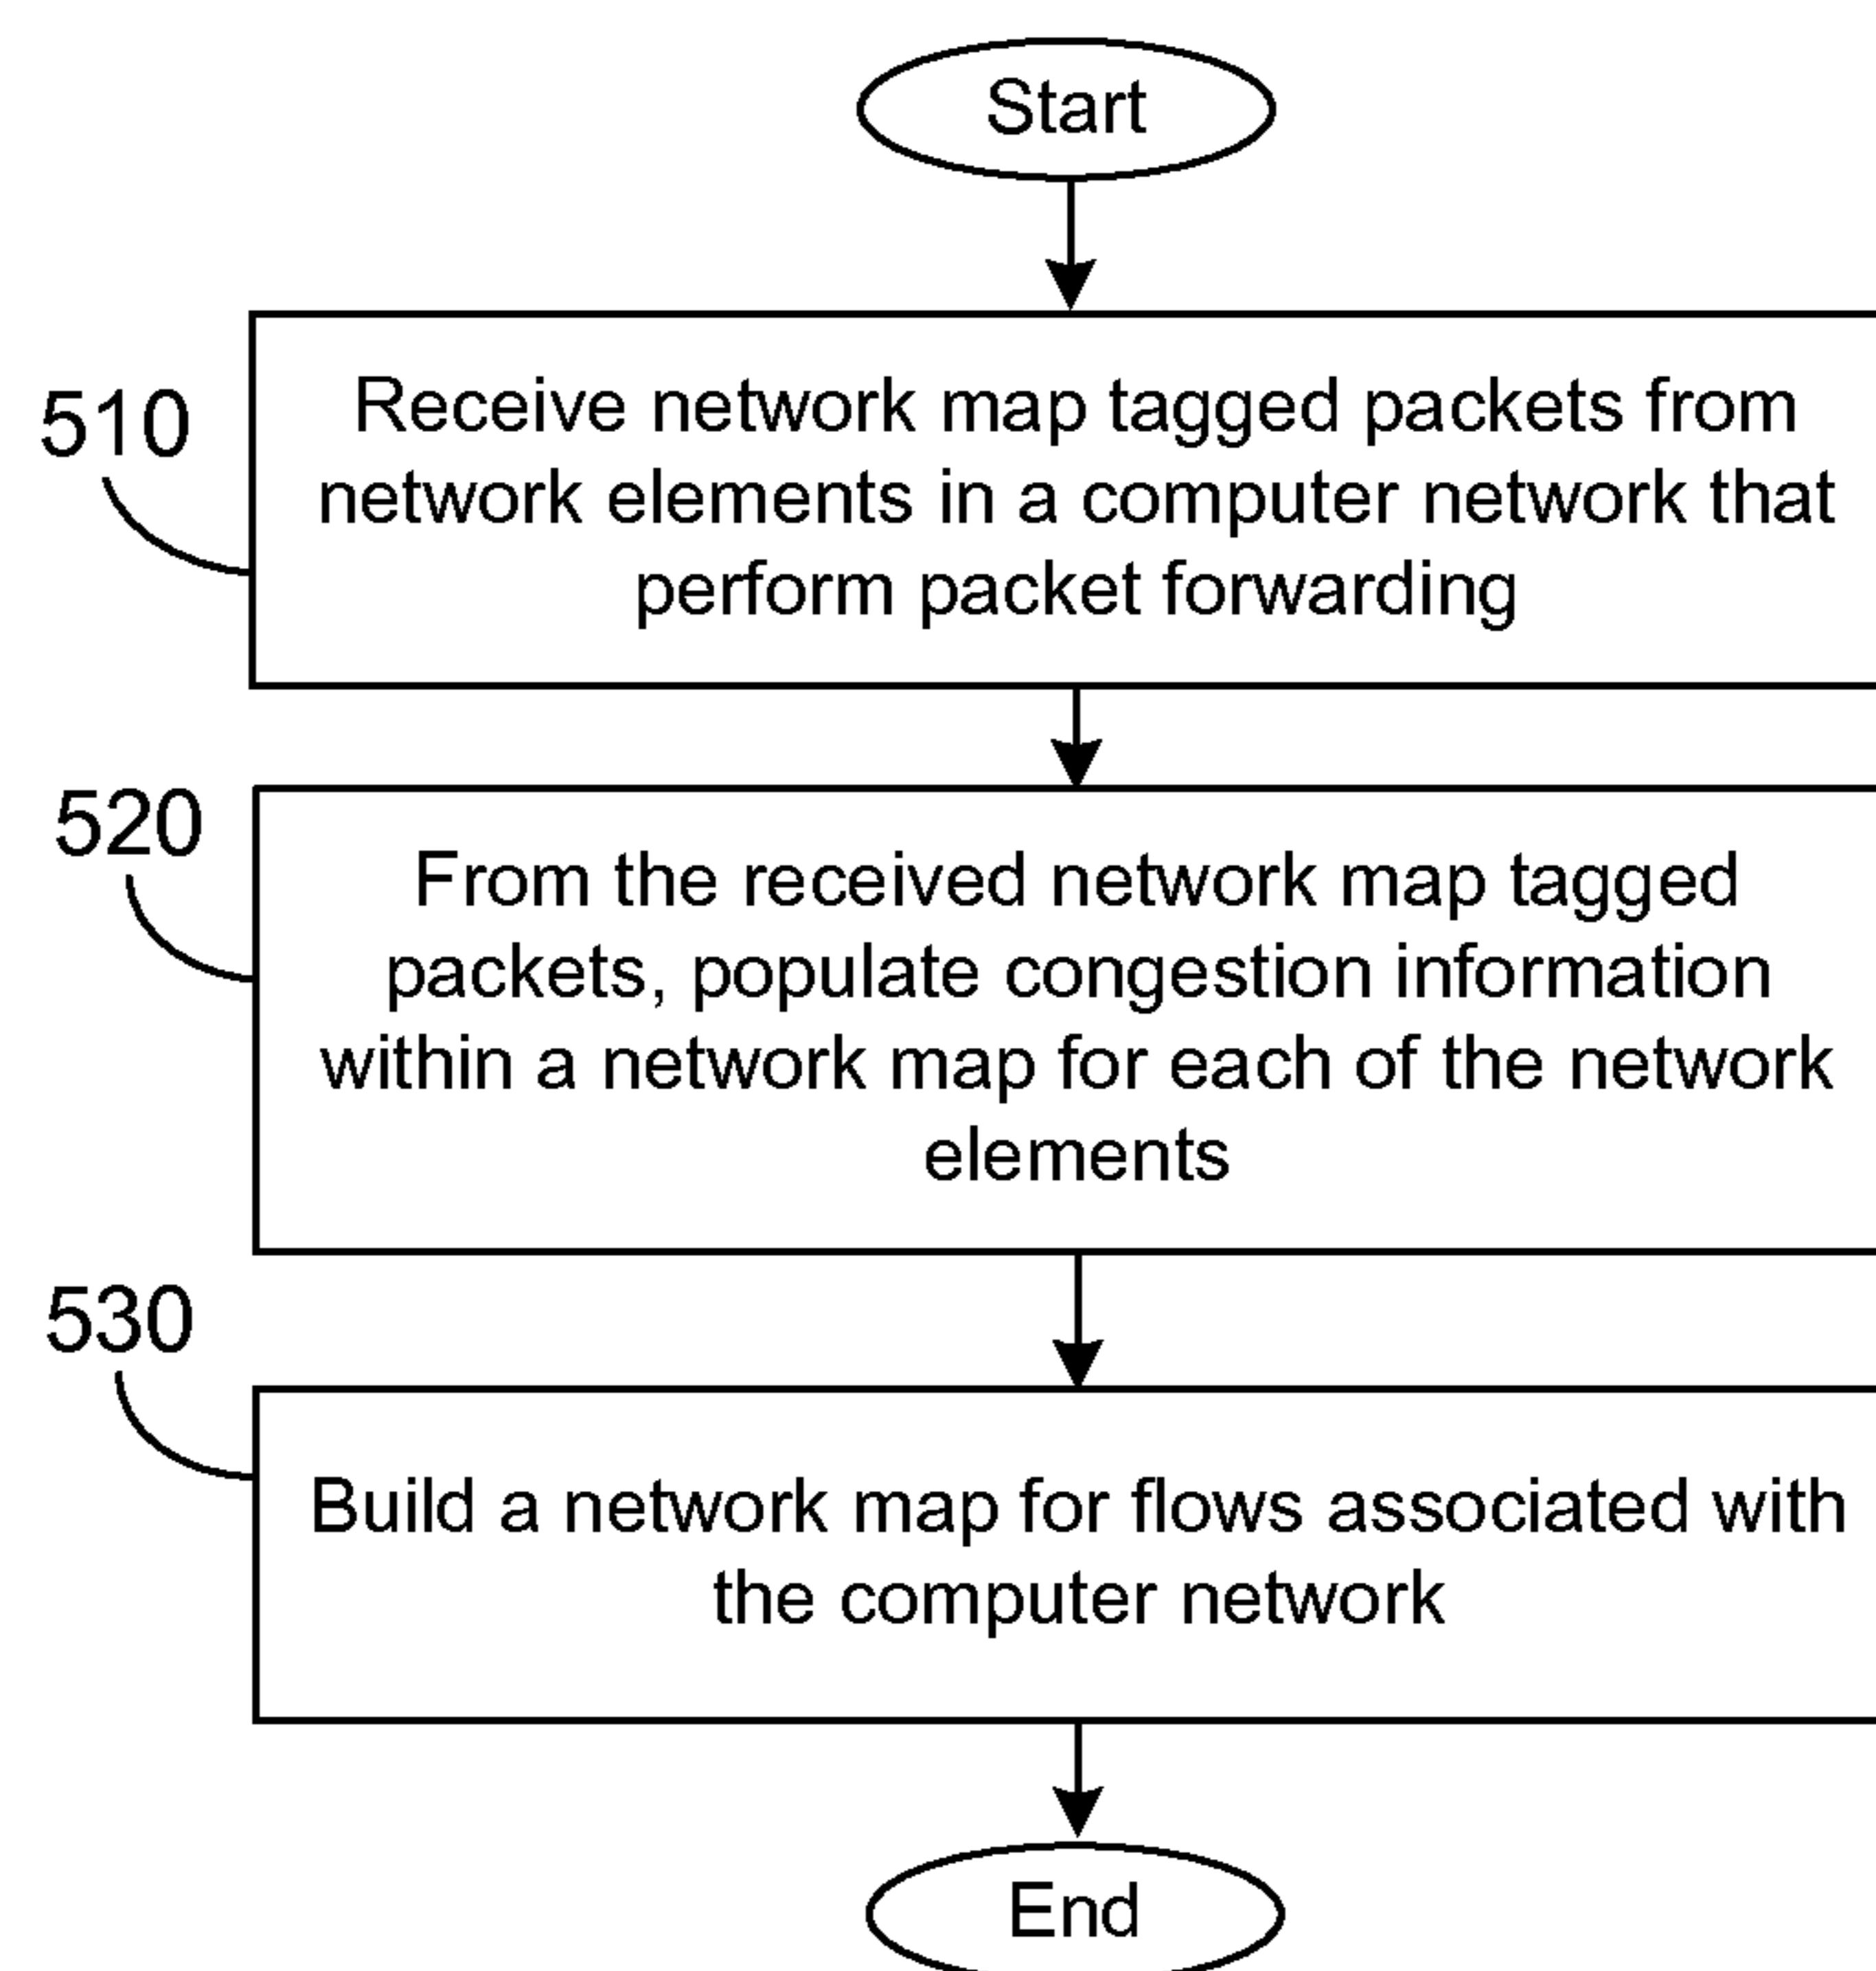 Start
510
Receive network map tagged packets from
network elements in a computer network that
perform packet forwarding
520
From the received network map tagged
packets, populate congestion information
within a network map for each of the network
elements
530
Build a network map for flows associated with
the computer network
End